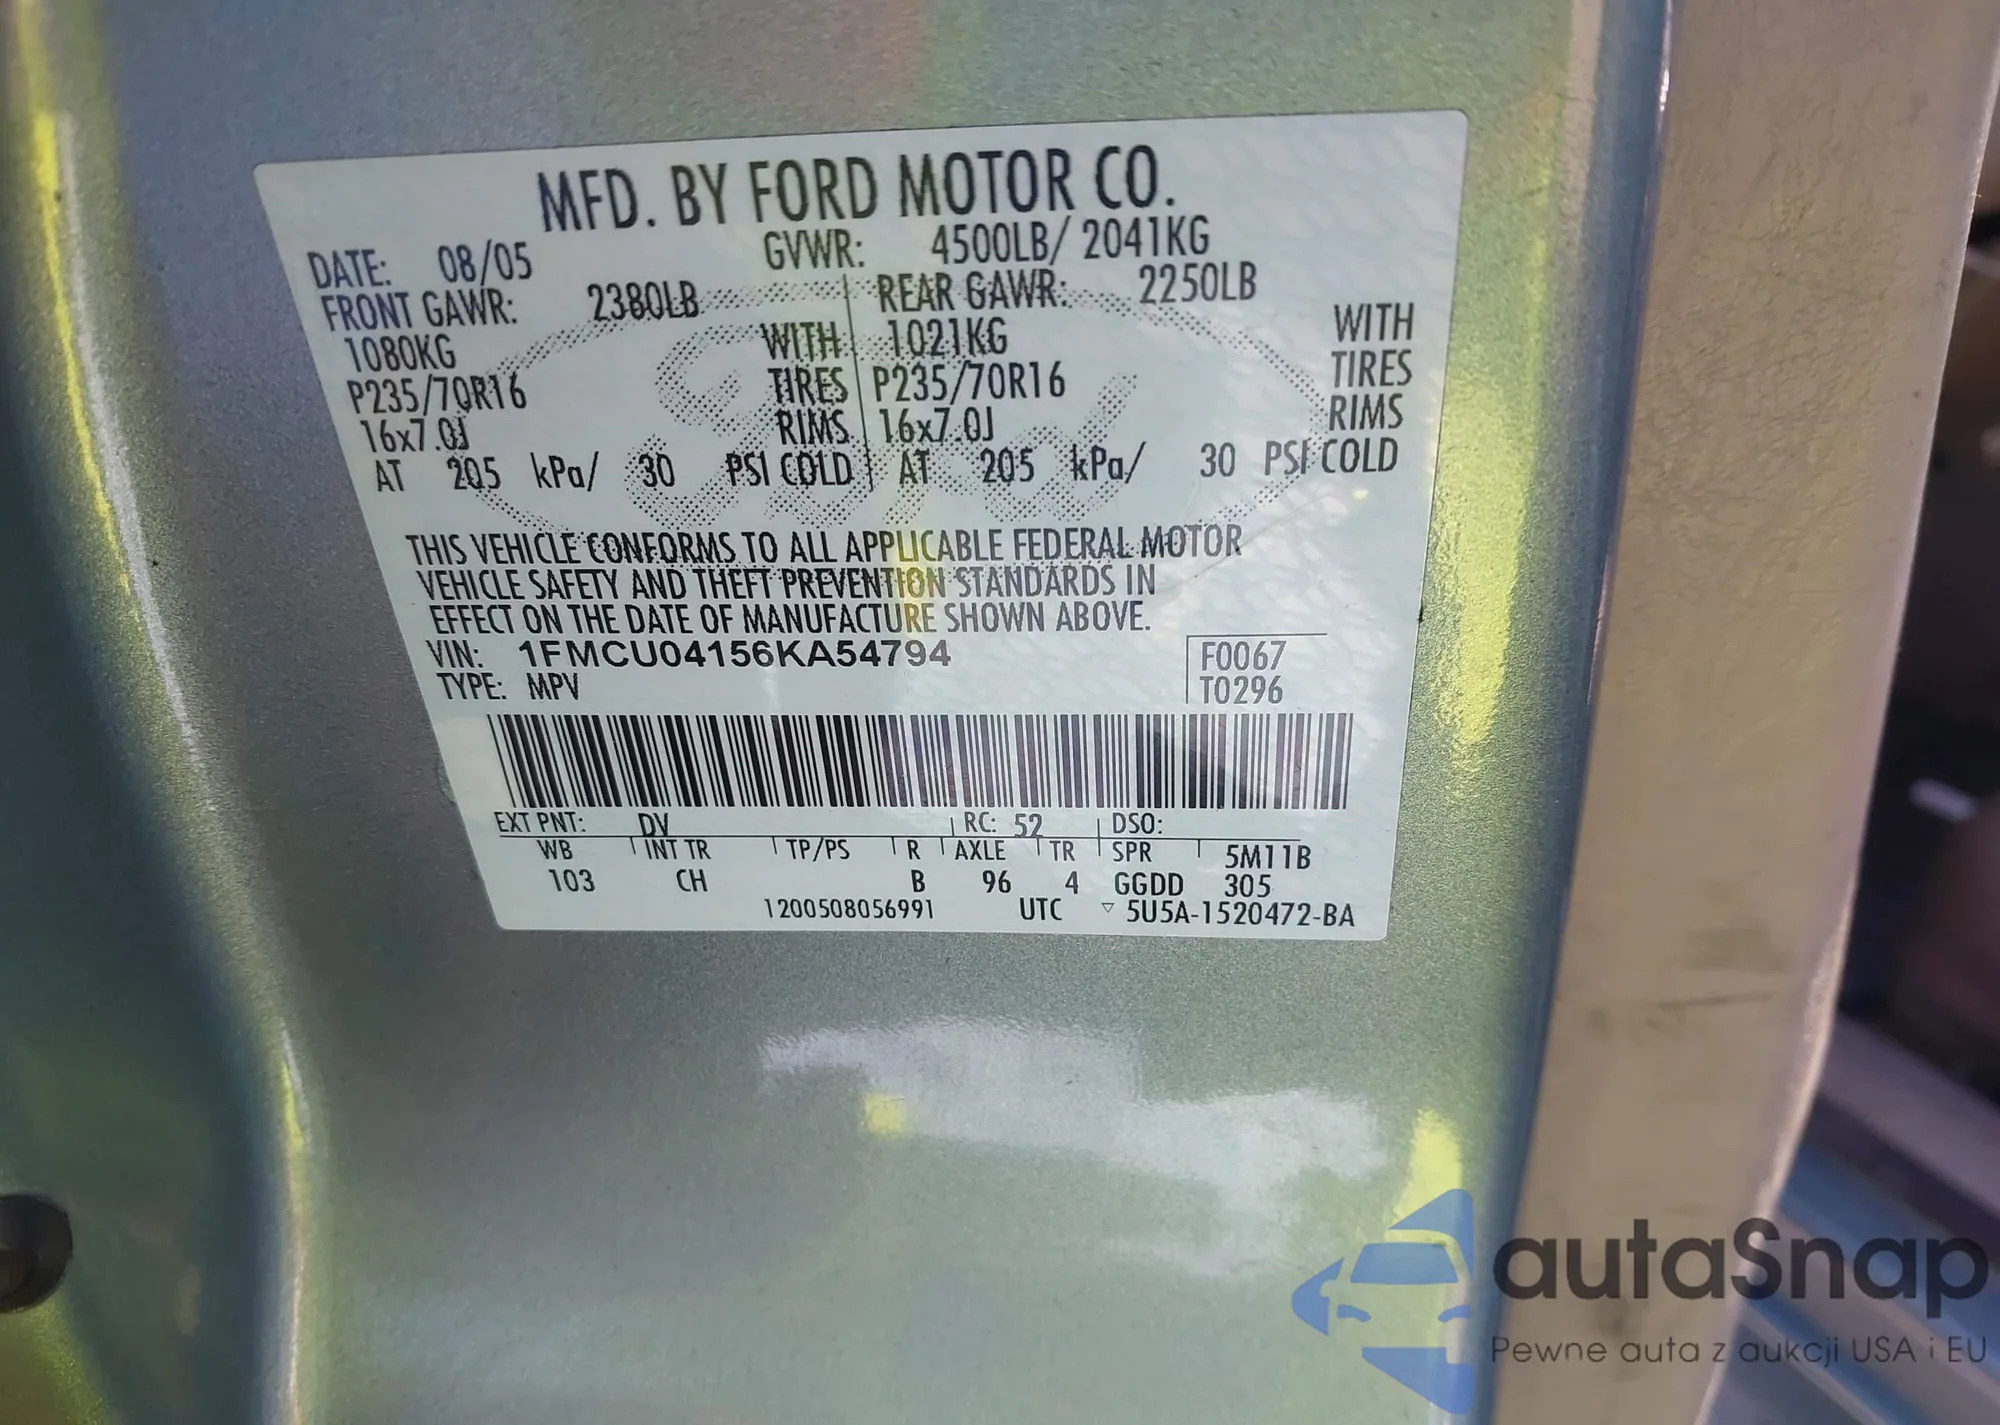 MFD. BY FORD MOTOR CO.
DATE: 08/05 GVWR: 4500LB/ 2041KG
FRONT GAWR: 2380LB REAR GAWR: 2250LB
1080KG WITH 1021KG WITH
P235/70R16 TIRES P235/70R16 TIRES
16x7.0J RIMS 16x7.0J RIMS
AT 205 kPa/ 30 PSI COLD AT 205 kPa/ 30 PSI COLD
THIS VEHICLE CONFORMS TO ALL APPLICABLE FEDERAL MOTOR
VEHICLE SAFETY AND THEFT PREVENTION STANDARDS IN
EFFECT ON THE DATE OF MANUFACTURE SHOWN ABOVE.
VIN: 1FMCU04156KA54794 F0067
TYPE: MPV T0296
EXT PNT: DV RC: 52 DSO:
WB INT TR TP/PS R AXLE TR SPR 5M11B
103 CH B 96 4 GGDD 305
1200508056991 UTC ▽ 5U5A-1520472-BA
Ford
autaSnap
Pewne auta z aukcji USA i EU